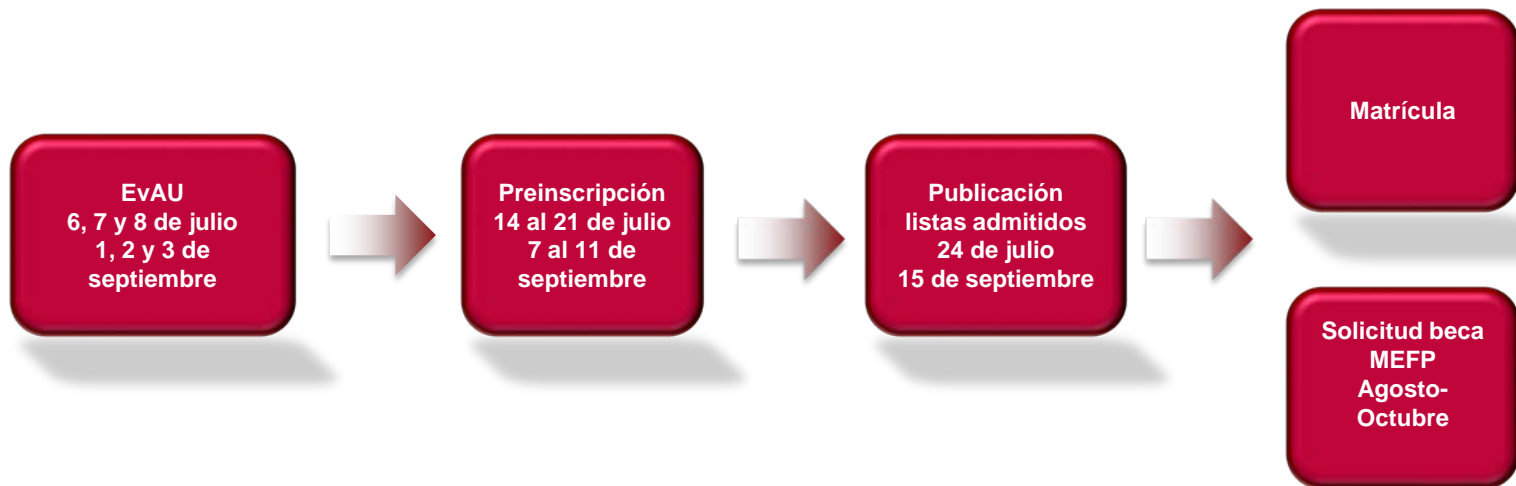 EvAU
6, 7 y 8 de julio
1, 2 y 3 de
septiembre
Preinscripción
14 al 21 de julio
7 al 11 de
septiembre
Publicación
listas admitidos
24 de julio
15 de septiembre
Matrícula
Solicitud beca
MEFP
Agosto-
Octubre